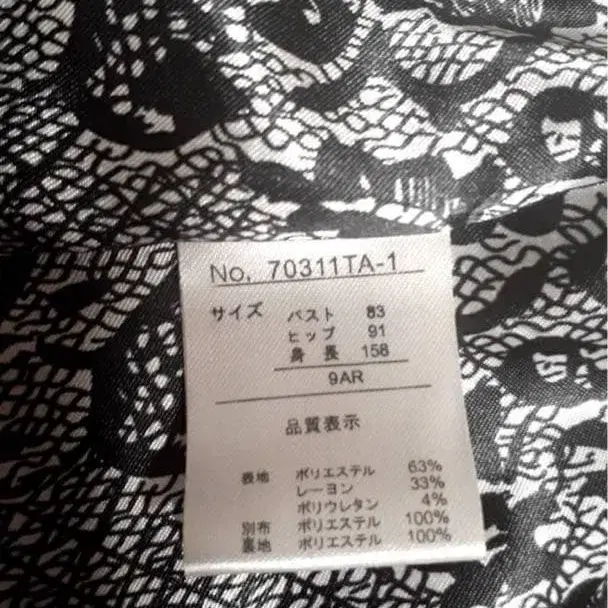 No, 70311TA-1
サイズ バスト 83
ヒップ 91
身長 158
9AR
品質表示
表地 ポリエステル 63%
レーヨン 33%
ポリウレタン 4%
別布 ポリエステル 100%
裏地 ポリエステル 100%